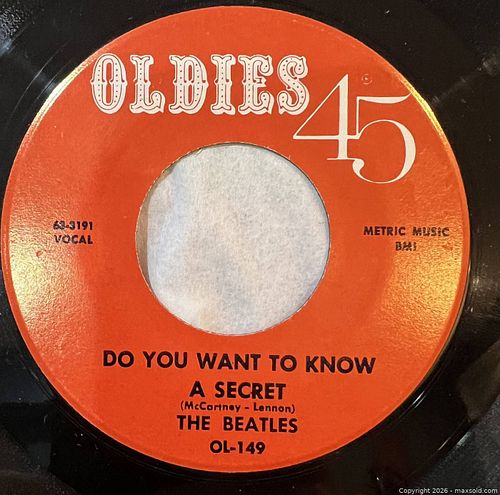 OLDIES 45
63-3191
VOCAL
METRIC MUSIC
BMI
DO YOU WANT TO KNOW
A SECRET
(McCartney - Lennon)
THE BEATLES
OL-149
Copyright 2026 - maxsold.com